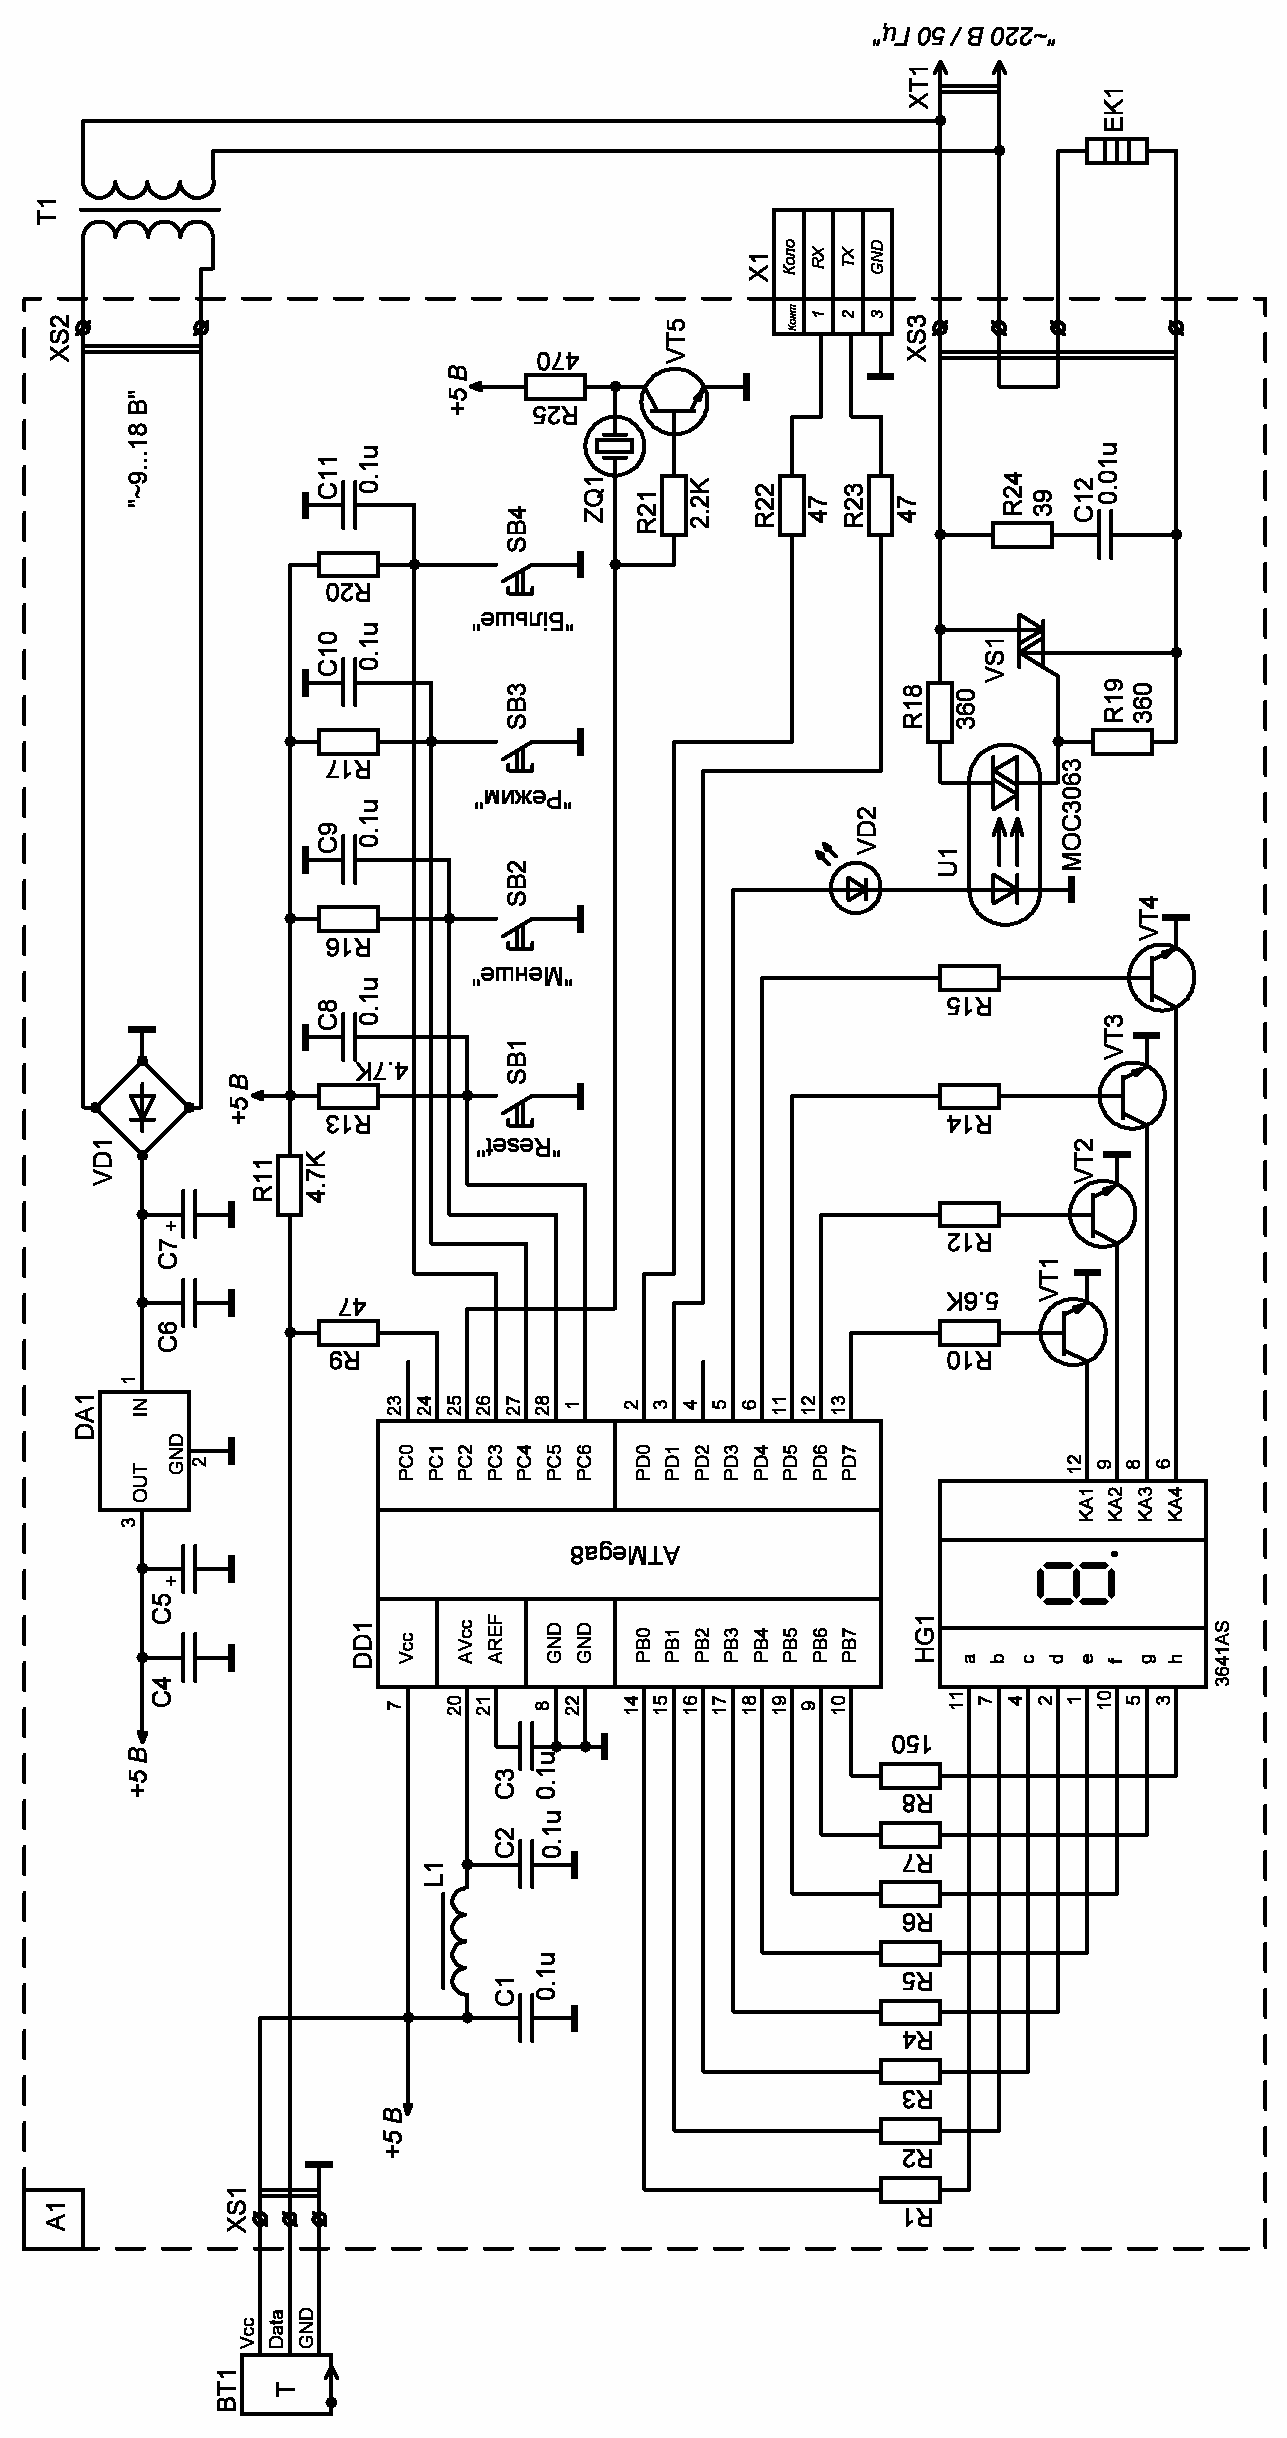 A1
BT1
T
Vcc
Data
GND
XS1
+5 В
C4
C5
+
3
DA1
OUT
IN
GND
2
1
C6
C7
+
VD1
"~9...18 В"
XS2
T1
+5 В
R11
4.7K
R9
47
R13
4.7K
C8
0.1u
R16
C9
0.1u
R17
C10
0.1u
R20
C11
0.1u
"Reset"
SB1
"Менше"
SB2
"Режим"
SB3
"Більше"
SB4
+5 В
R25
470
ZQ1
VT5
R21
2.2K
+5 В
L1
C1
0.1u
C2
0.1u
C3
0.1u
DD1
ATMega8
7
Vcc
20
AVcc
21
AREF
8
GND
22
GND
14
PB0
15
PB1
16
PB2
17
PB3
18
PB4
19
PB5
9
PB6
10
PB7
PC0
23
PC1
24
PC2
25
PC3
26
PC4
27
PC5
28
PC6
1
PD0
2
PD1
3
PD2
4
PD3
5
PD4
6
PD5
11
PD6
12
PD7
13
X1
Конт
Коло
1
RX
2
TX
3
GND
R22
47
R23
47
R1
R2
R3
R4
R5
R6
R7
R8
150
HG1
3641AS
11
a
7
b
4
c
2
d
1
e
10
f
5
g
3
h
KA1
12
KA2
9
KA3
8
KA4
6
R10
5.6K
R12
R14
R15
VT1
VT2
VT3
VT4
VD2
U1
MOC3063
R18
360
VS1
R19
360
R24
39
C12
0.01u
XS3
XT1
"~220 В / 50 Гц"
EK1